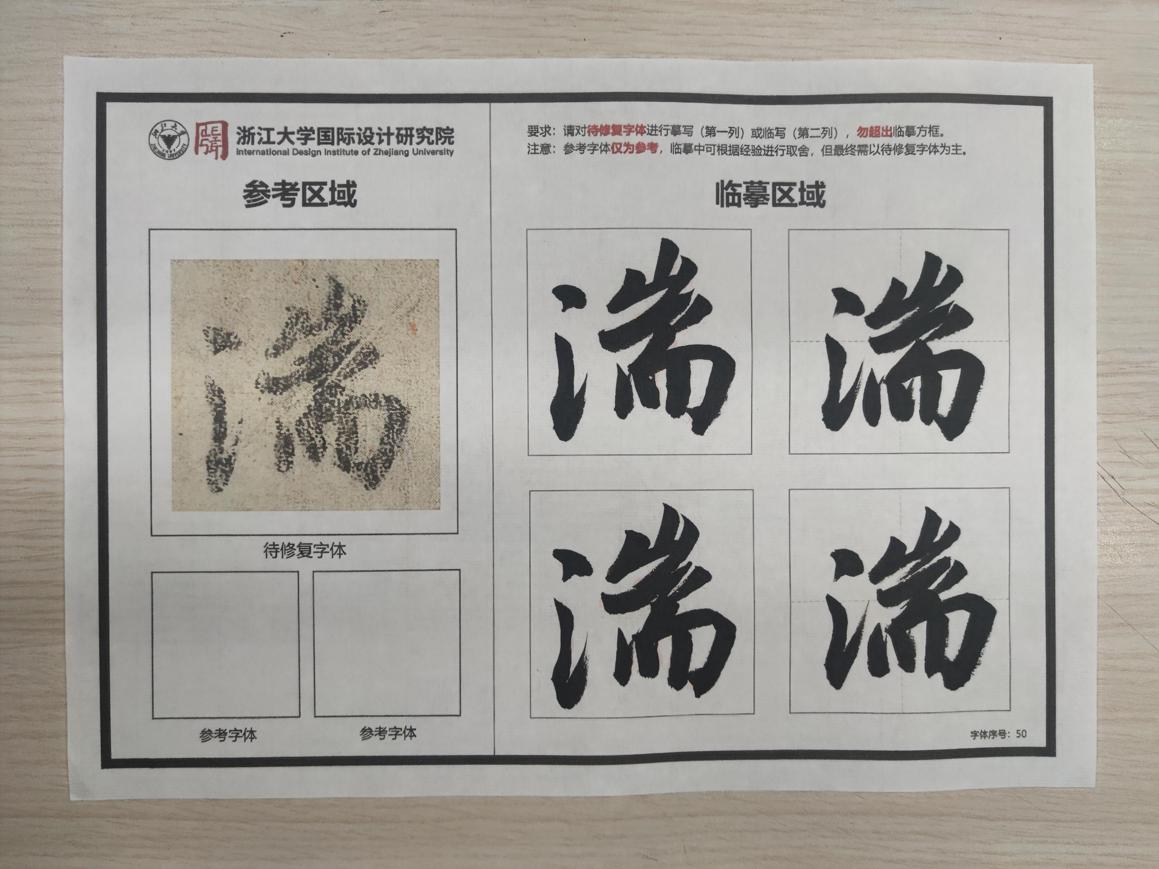 浙江大学国际设计研究院
International Design Institute of Zhejiang University
要求：请对待修复字体进行摹写（第一列）或临写（第二列），勿超出临摹方框。
注意：参考字体仅为参考，临摹中可根据经验进行取舍，但最终需以待修复字体为主。
参考区域
临摹区域
湍
湍 湍
待修复字体
湍 湍
参考字体 参考字体
字体序号：50